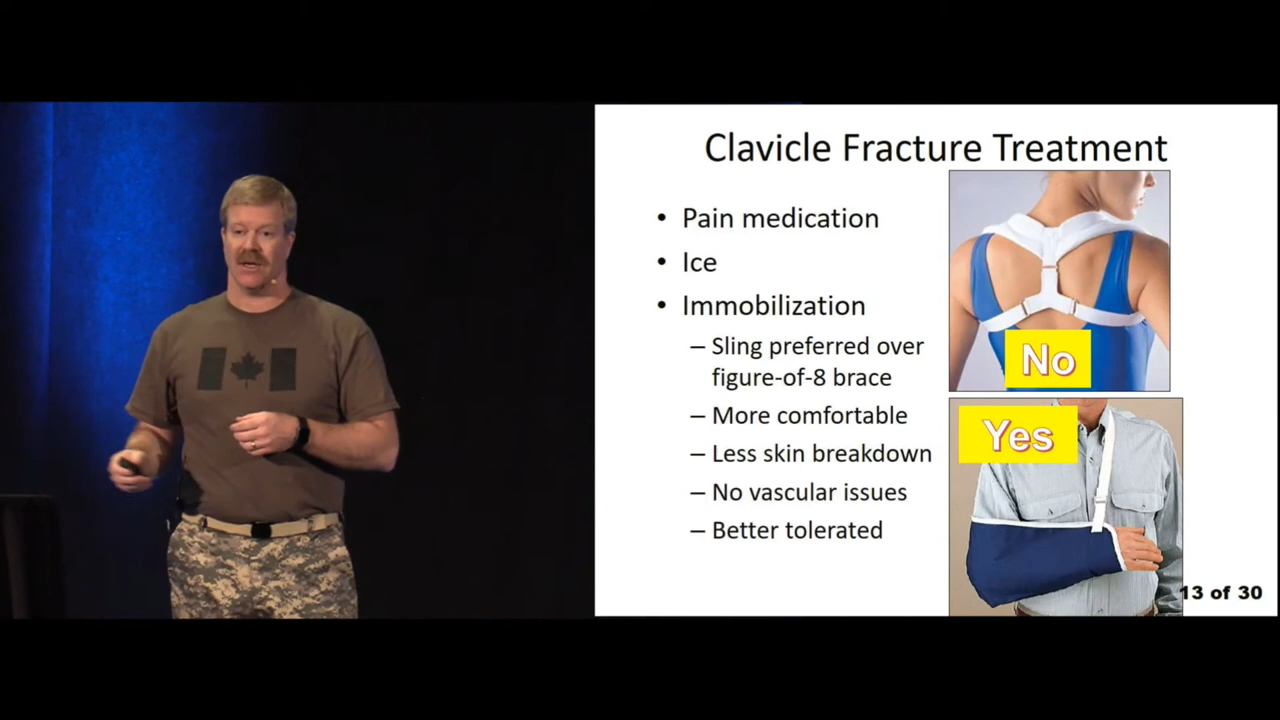 Clavicle Fracture Treatment
• Pain medication
• Ice
• Immobilization
– Sling preferred over
figure-of-8 brace
– More comfortable
– Less skin breakdown
– No vascular issues
– Better tolerated
No
Yes
13 of 30